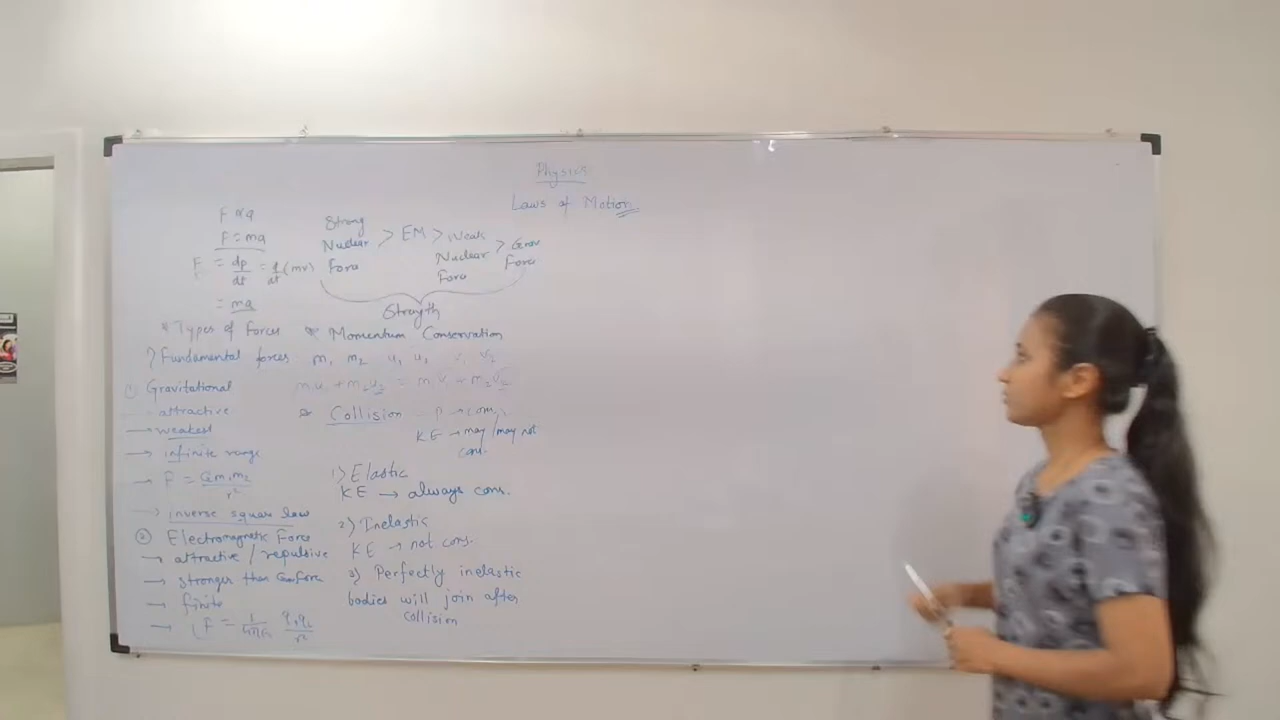 Physics
Laws of Motion
F ∝ a
F = ma
F = dp/dt = d/dt (mv)
= ma
Strong Nuclear Force > EM > Weak Nuclear Force > Grav Force
Strength
* Types of Forces
Fundamental forces
① Gravitational
attractive
→ weakest
→ infinite range
→ F = Gm₁m₂/r²
→ inverse square law
② Electromagnetic Force
→ attractive / repulsive
→ stronger than G force
→ finite
→ F = 1/4πε₀ q₁q₂/r²
* Momentum Conservation
m₁ m₂ u₁ u₂ v₁ v₂
m₁u₁ + m₂u₂ = m₁v₁ + m₂v₂
* Collision - P → cons.
KE → may / may not
cons.
1) Elastic
KE → always cons.
2) Inelastic
KE → not cons.
3) Perfectly inelastic
bodies will join after
collision